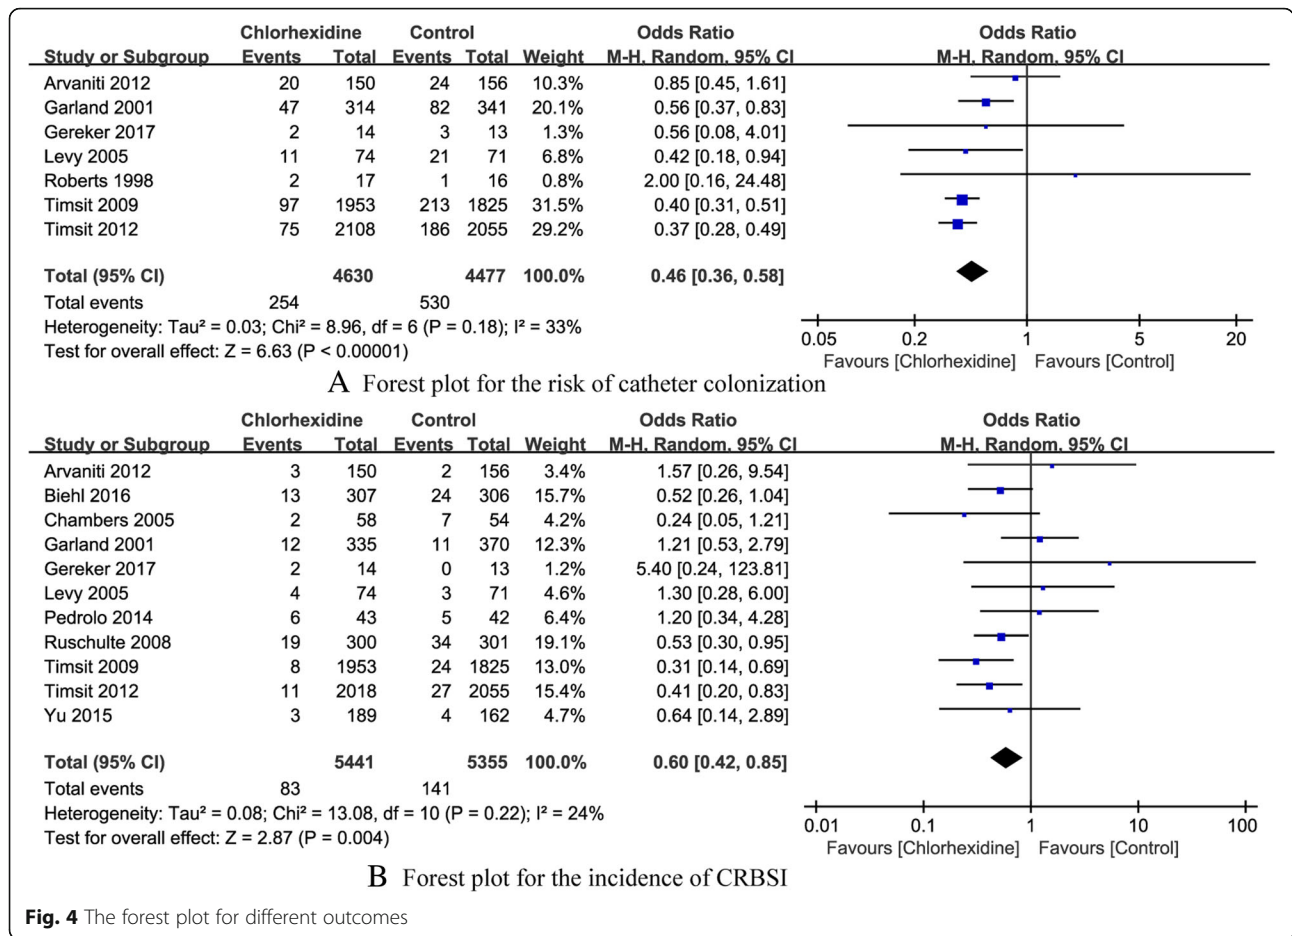 Chlorhexidine Control Odds Ratio Odds Ratio
Study or Subgroup Events Total Events Total Weight M-H. Random. 95% CI M-H. Random. 95% CI
Arvaniti 2012 20 150 24 156 10.3% 0.85 [0.45, 1.61]
Garland 2001 47 314 82 341 20.1% 0.56 [0.37, 0.83]
Gereker 2017 2 14 3 13 1.3% 0.56 [0.08, 4.01]
Levy 2005 11 74 21 71 6.8% 0.42 [0.18, 0.94]
Roberts 1998 2 17 1 16 0.8% 2.00 [0.16, 24.48]
Timsit 2009 97 1953 213 1825 31.5% 0.40 [0.31, 0.51]
Timsit 2012 75 2108 186 2055 29.2% 0.37 [0.28, 0.49]
Total (95% CI) 4630 4477 100.0% 0.46 [0.36, 0.58]
Total events 254 530
Heterogeneity: Tau² = 0.03; Chi² = 8.96, df = 6 (P = 0.18); I² = 33%
Test for overall effect: Z = 6.63 (P < 0.00001)
0.05 0.2 1 5 20
Favours [Chlorhexidine] Favours [Control]
A Forest plot for the risk of catheter colonization
Chlorhexidine Control Odds Ratio Odds Ratio
Study or Subgroup Events Total Events Total Weight M-H. Random. 95% CI M-H. Random. 95% CI
Arvaniti 2012 3 150 2 156 3.4% 1.57 [0.26, 9.54]
Biehl 2016 13 307 24 306 15.7% 0.52 [0.26, 1.04]
Chambers 2005 2 58 7 54 4.2% 0.24 [0.05, 1.21]
Garland 2001 12 335 11 370 12.3% 1.21 [0.53, 2.79]
Gereker 2017 2 14 0 13 1.2% 5.40 [0.24, 123.81]
Levy 2005 4 74 3 71 4.6% 1.30 [0.28, 6.00]
Pedrolo 2014 6 43 5 42 6.4% 1.20 [0.34, 4.28]
Ruschulte 2008 19 300 34 301 19.1% 0.53 [0.30, 0.95]
Timsit 2009 8 1953 24 1825 13.0% 0.31 [0.14, 0.69]
Timsit 2012 11 2018 27 2055 15.4% 0.41 [0.20, 0.83]
Yu 2015 3 189 4 162 4.7% 0.64 [0.14, 2.89]
Total (95% CI) 5441 5355 100.0% 0.60 [0.42, 0.85]
Total events 83 141
Heterogeneity: Tau² = 0.08; Chi² = 13.08, df = 10 (P = 0.22); I² = 24%
Test for overall effect: Z = 2.87 (P = 0.004)
0.01 0.1 1 10 100
Favours [Chlorhexidine] Favours [Control]
B Forest plot for the incidence of CRBSI
Fig. 4 The forest plot for different outcomes